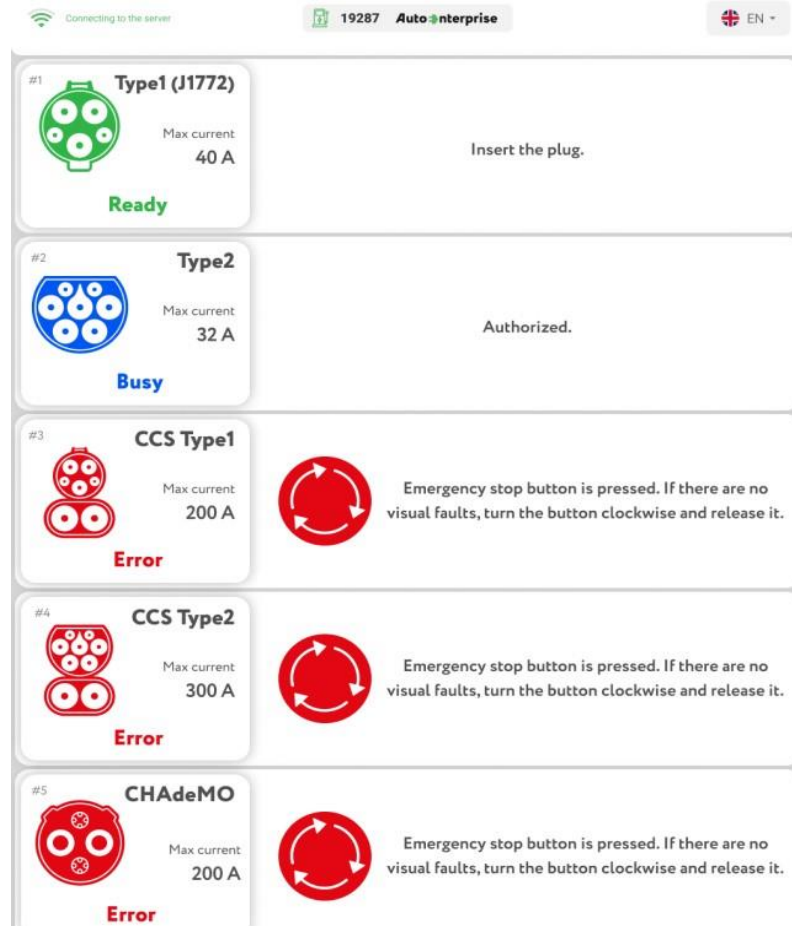 Connecting to the server
19287 Auto enterprise
EN
#1 Type1 (J1772)
Max current
40 A
Ready
Insert the plug.
#2 Type2
Max current
32 A
Busy
Authorized.
#3 CCS Type1
Max current
200 A
Error
Emergency stop button is pressed. If there are no
visual faults, turn the button clockwise and release it.
#4 CCS Type2
Max current
300 A
Error
Emergency stop button is pressed. If there are no
visual faults, turn the button clockwise and release it.
#5 CHAdeMO
Max current
200 A
Error
Emergency stop button is pressed. If there are no
visual faults, turn the button clockwise and release it.